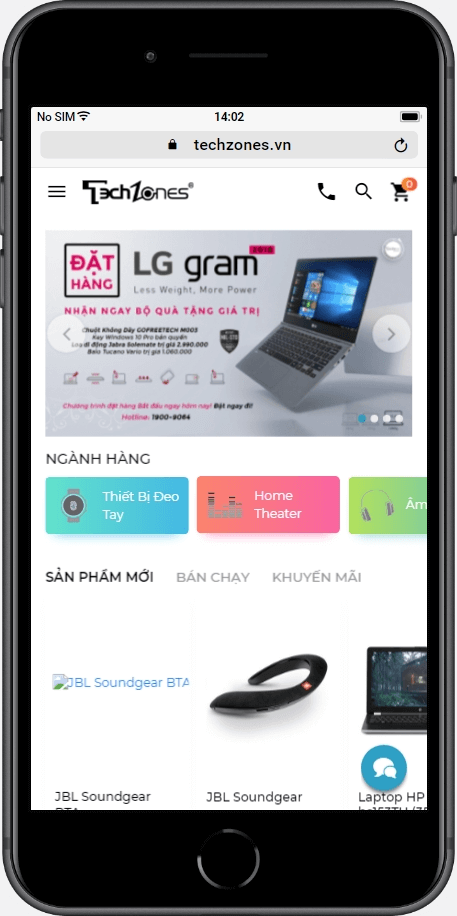 No SIM
14:02
techzones.vn
TechZones
0
ĐẶT
HÀNG
LG gram
2019
Less Weight, More Power
NHẬN NGAY BỘ QUÀ TẶNG GIÁ TRỊ
Chuột Không Dây GOFREETECH M003
Key Windows 10 Pro bản quyền
Loa di động Jabra Solemate trị giá 2.990.000
Balo Tucano Vario trị giá 1.060.000
Chương trình đặt hàng Bắt đầu ngay hôm nay! Đặt ngay đi!
Hotline: 1900-9064
NGÀNH HÀNG
Thiết Bị Đeo
Tay
Home
Theater
Âm
SẢN PHẨM MỚI BÁN CHẠY KHUYẾN MÃI
JBL Soundgear BTA
JBL Soundgear
BTA
JBL Soundgear
Laptop HP